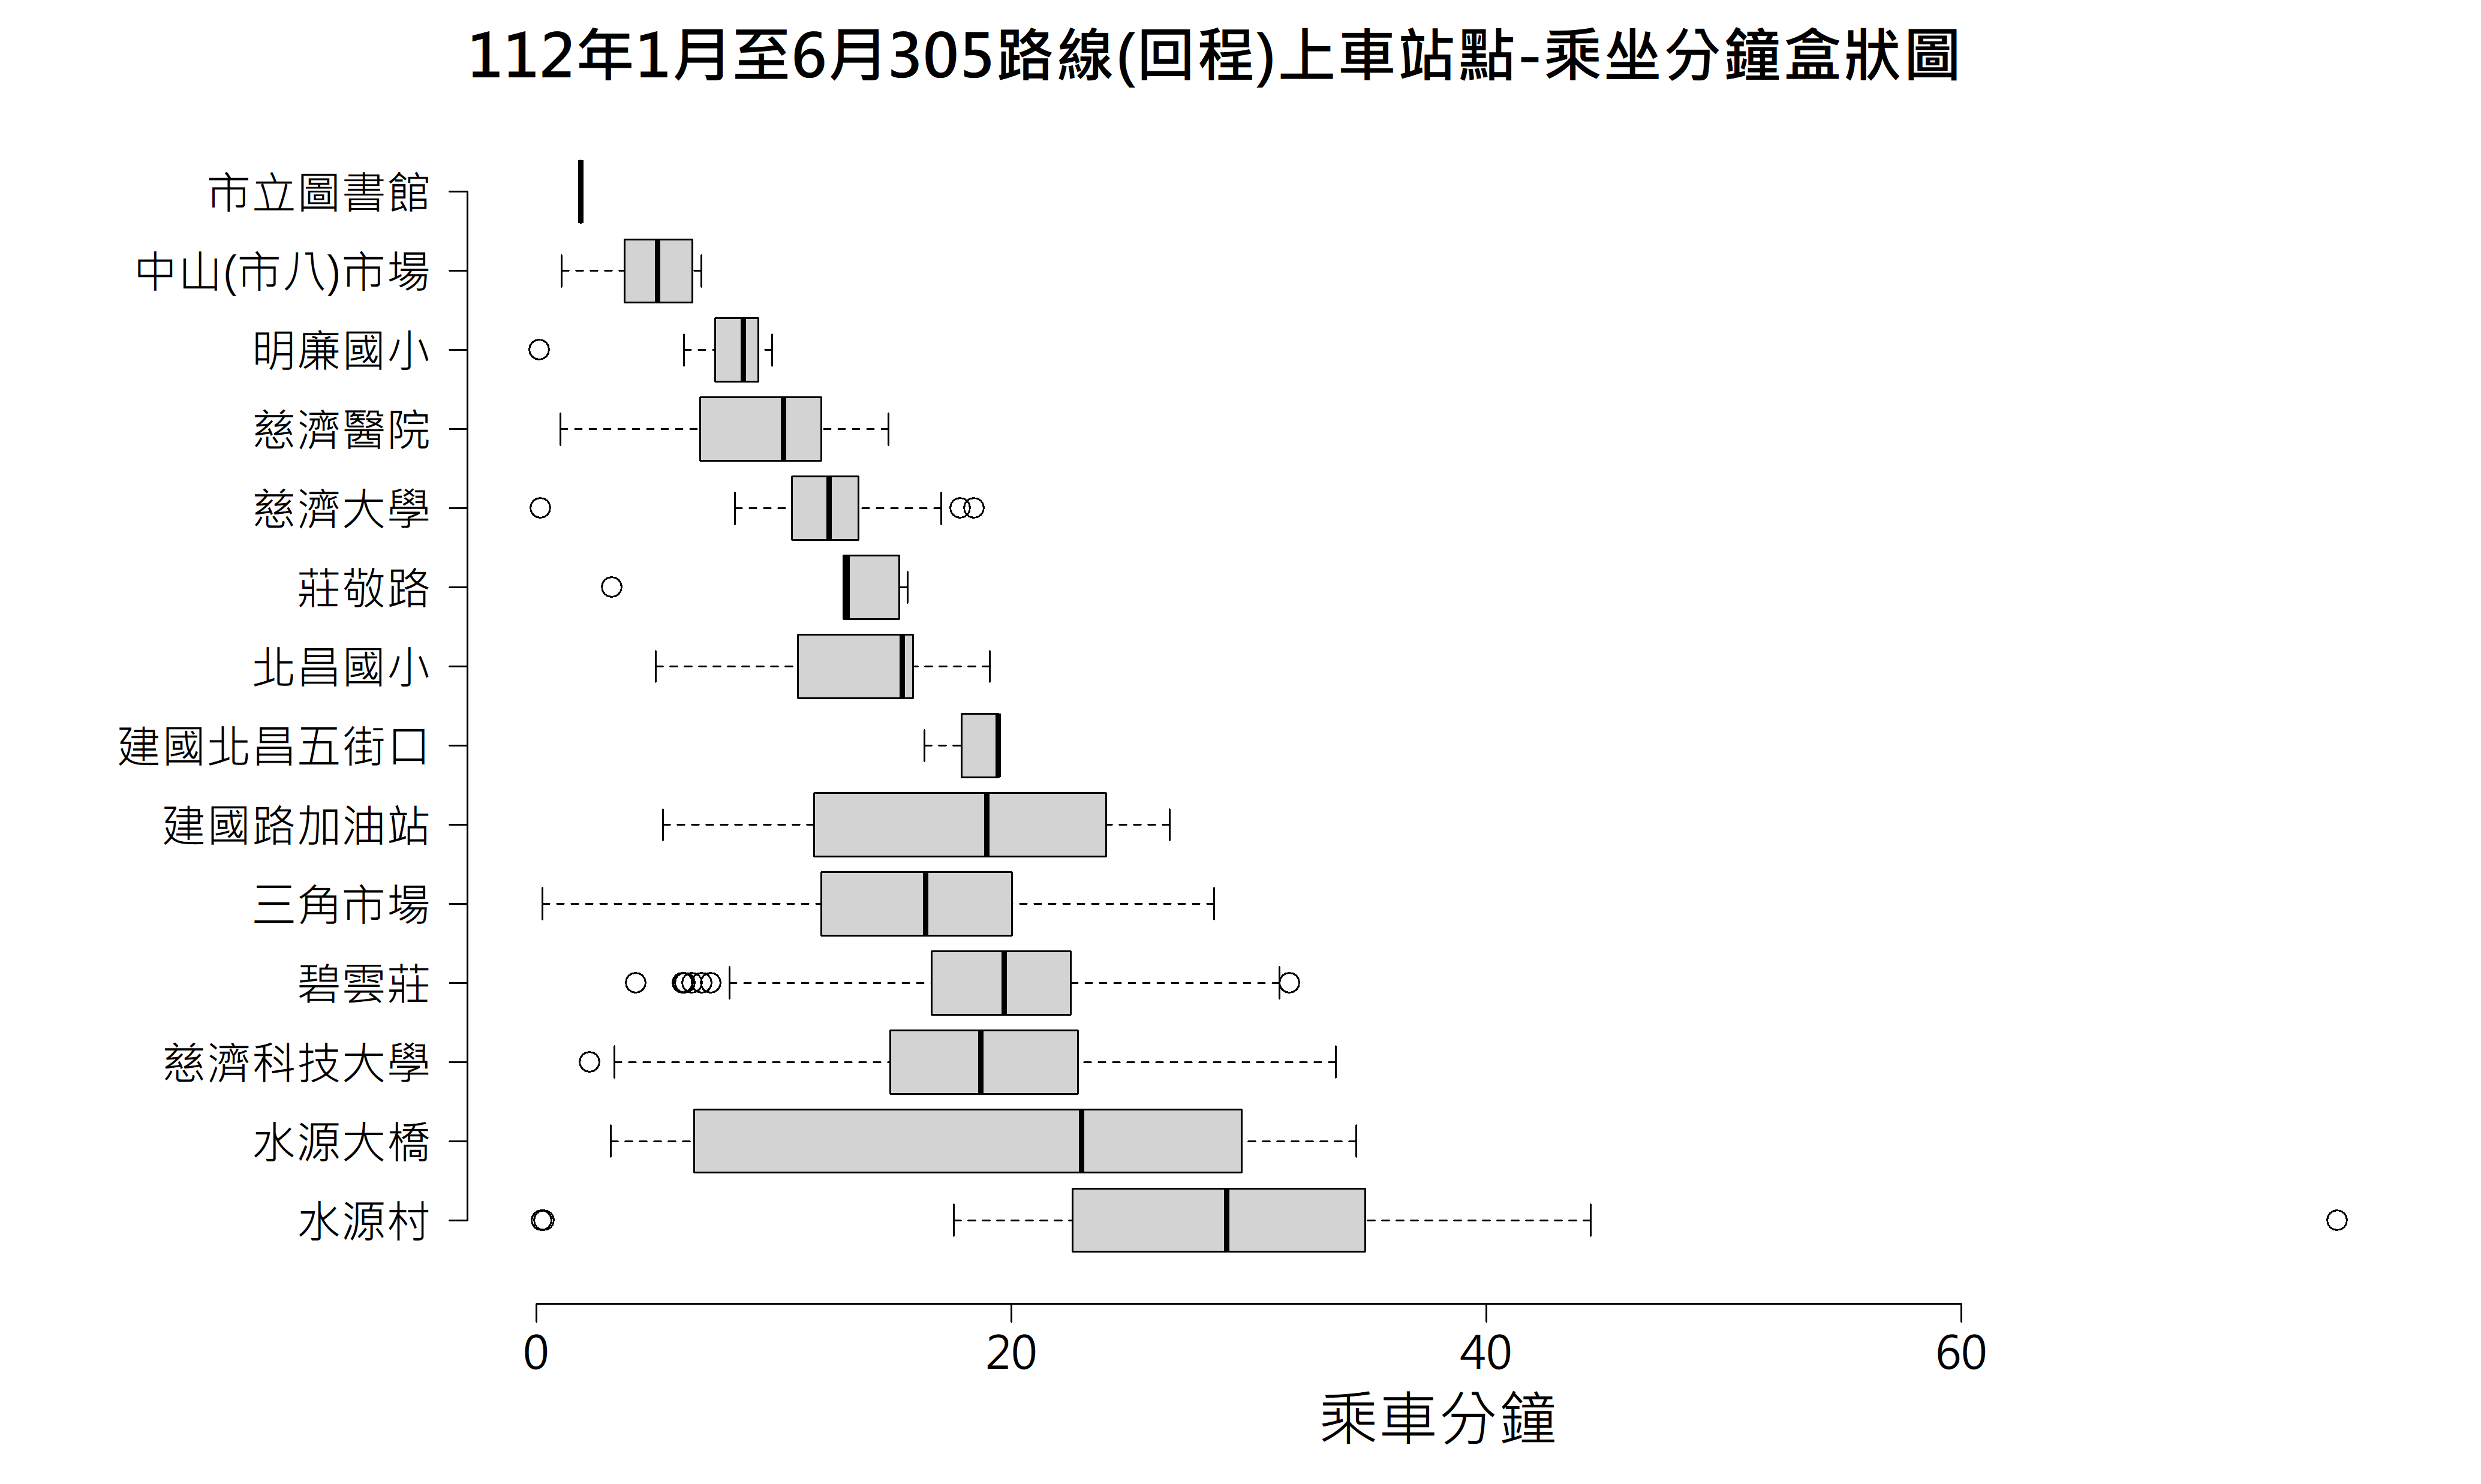 112年1月至6月305路線(回程)上車站點-乘坐分鐘盒狀圖
市立圖書館
中山(市八)市場
明廉國小
慈濟醫院
慈濟大學
莊敬路
北昌國小
建國北昌五街口
建國路加油站
三角市場
碧雲莊
慈濟科技大學
水源大橋
水源村
0 20 40 60
乘車分鐘